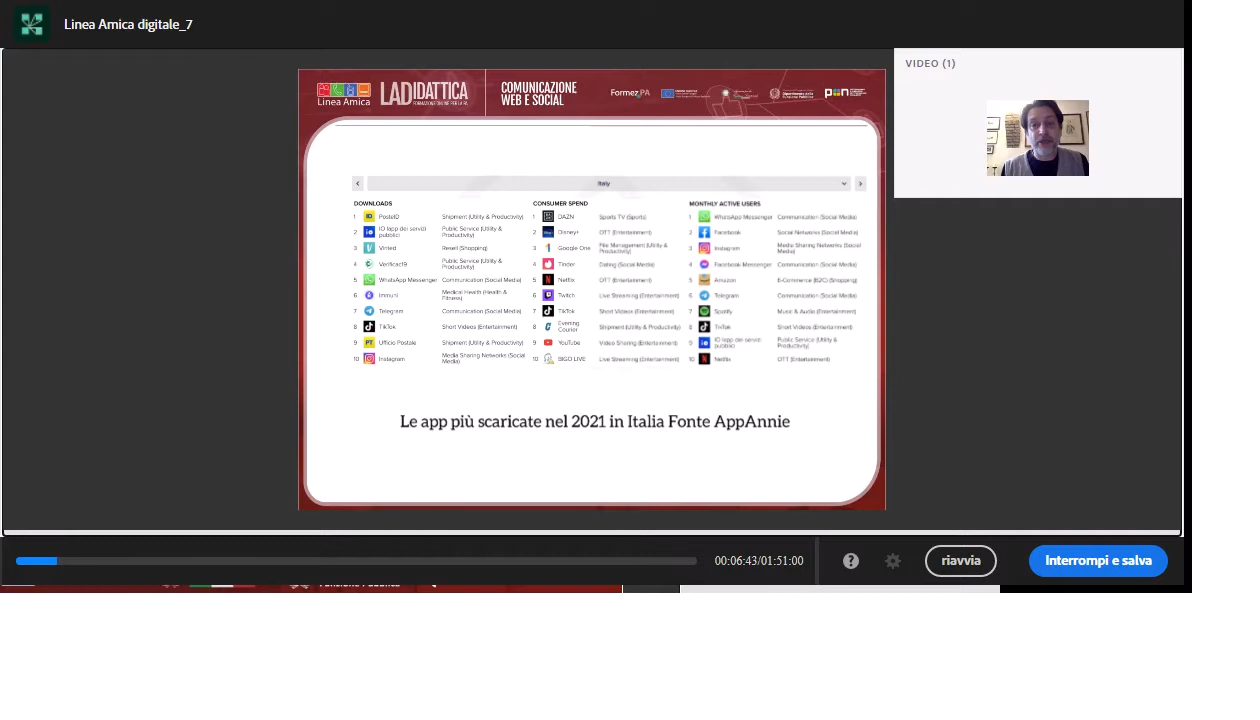 Linea Amica digitale_7
VIDEO (1)
Linea Amica
LADIDATTICA
FORMAZIONE ONLINE PER LA PA
COMUNICAZIONE
WEB E SOCIAL
Formez PA
Italy
DOWNLOADS
1 PosteID Shipment (Utility & Productivity)
2 IO l'app dei servizi pubblici Public Service (Utility & Productivity)
3 Vinted Resell (Shopping)
4 VerificaC19 Public Service (Utility & Productivity)
5 WhatsApp Messenger Communication (Social Media)
6 Immuni Medical Health (Health & Fitness)
7 Telegram Communication (Social Media)
8 TikTok Short Videos (Entertainment)
9 Ufficio Postale Shipment (Utility & Productivity)
10 Instagram Media Sharing Networks (Social Media)
CONSUMER SPEND
1 DAZN Sports TV (Sports)
2 Disney+ OTT (Entertainment)
3 Google One File Management (Utility & Productivity)
4 Tinder Dating (Social Media)
5 Netflix OTT (Entertainment)
6 Twitch Live Streaming (Entertainment)
7 TikTok Short Videos (Entertainment)
8 Evening Courier Shipment (Utility & Productivity)
9 YouTube Video Sharing (Entertainment)
10 BIGO LIVE Live Streaming (Entertainment)
MONTHLY ACTIVE USERS
1 WhatsApp Messenger Communication (Social Media)
2 Facebook Social Networks (Social Media)
3 Instagram Media Sharing Networks (Social Media)
4 Facebook Messenger Communication (Social Media)
5 Amazon E-Commerce (B2C) (Shopping)
6 Telegram Communication (Social Media)
7 Spotify Music & Audio (Entertainment)
8 TikTok Short Videos (Entertainment)
9 IO l'app dei servizi pubblici Public Service (Utility & Productivity)
10 Netflix OTT (Entertainment)
Le app più scaricate nel 2021 in Italia Fonte AppAnnie
00:06:43/01:51:00
riavvia
Interrompi e salva